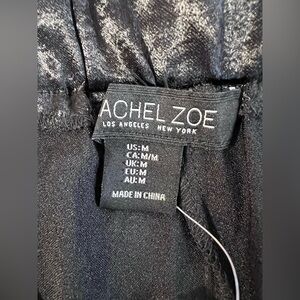 ACHEL ZOE
LOS ANGELES NEW YORK
US: M
CA: M/M
UK: M
EU: M
AU: M
MADE IN CHINA